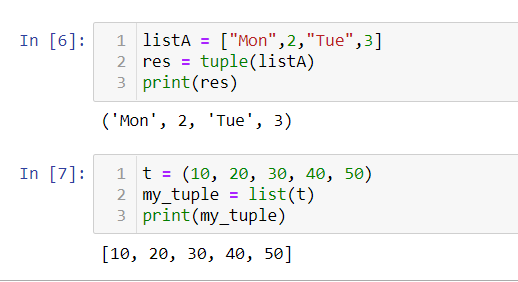 In [6]: 1 listA = ["Mon",2,"Tue",3]
2 res = tuple(listA)
3 print(res)
('Mon', 2, 'Tue', 3)
In [7]: 1 t = (10, 20, 30, 40, 50)
2 my_tuple = list(t)
3 print(my_tuple)
[10, 20, 30, 40, 50]